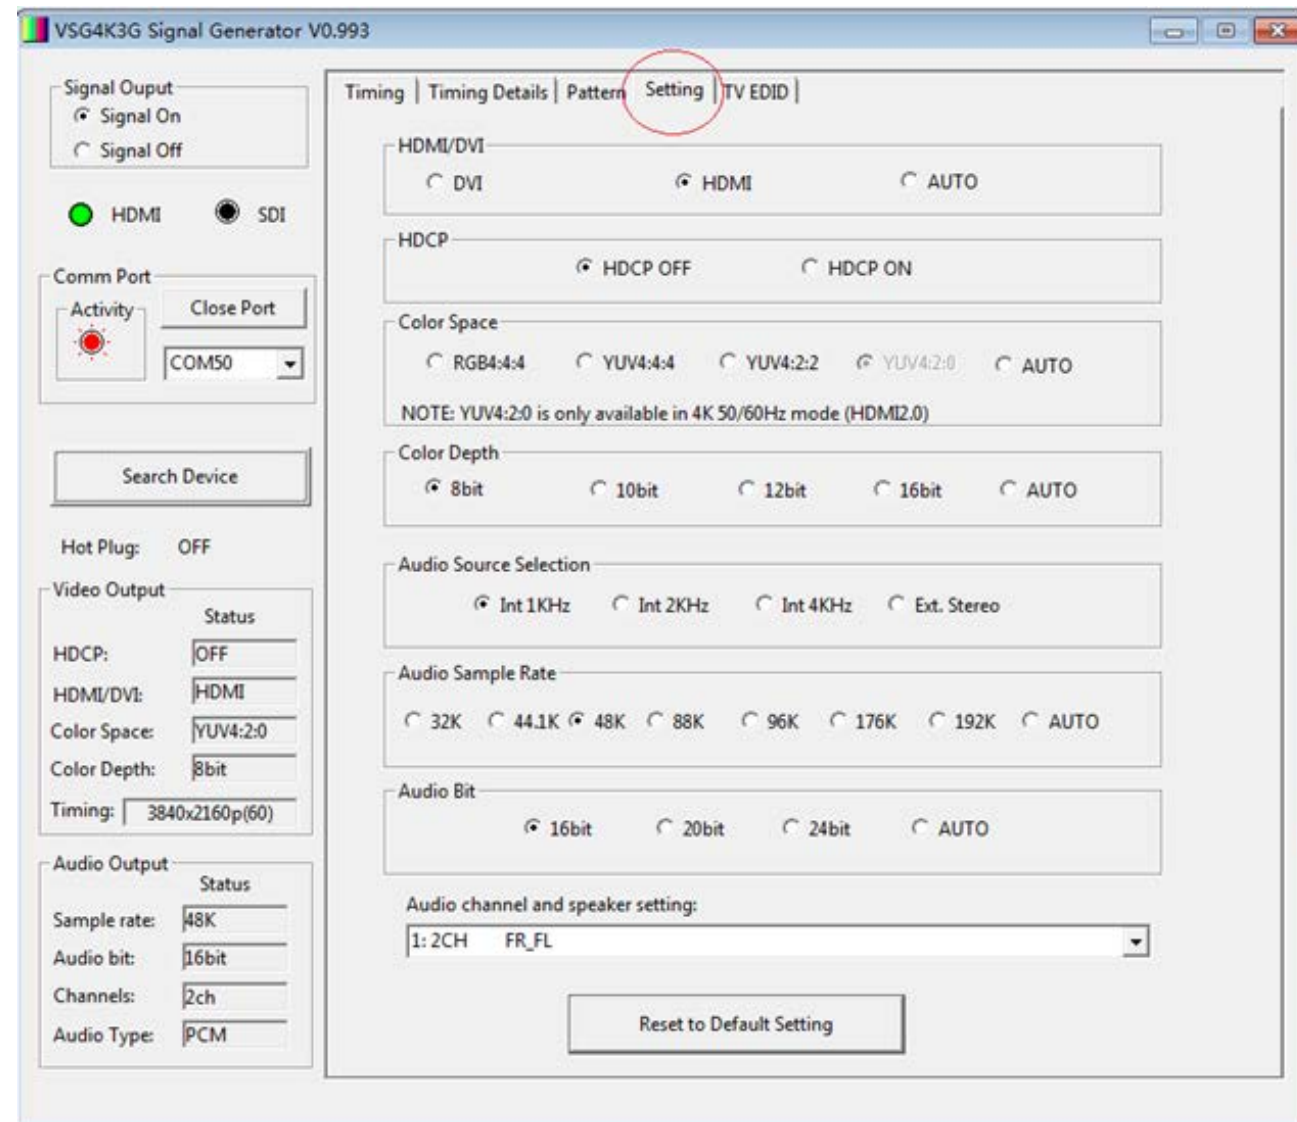 VSG4K3G Signal Generator V0.993
Signal Ouput
Signal On
Signal Off
HDMI SDI
Comm Port
Activity Close Port
COM50
Search Device
Hot Plug: OFF
Video Output
Status
HDCP: OFF
HDMI/DVI: HDMI
Color Space: YUV4:2:0
Color Depth: 8bit
Timing: 3840x2160p(60)
Audio Output
Status
Sample rate: 48K
Audio bit: 16bit
Channels: 2ch
Audio Type: PCM
Timing Timing Details Pattern Setting TV EDID
HDMI/DVI
DVI HDMI AUTO
HDCP
HDCP OFF HDCP ON
Color Space
RGB4:4:4 YUV4:4:4 YUV4:2:2 YUV4:2:0 AUTO
NOTE: YUV4:2:0 is only available in 4K 50/60Hz mode (HDMI2.0)
Color Depth
8bit 10bit 12bit 16bit AUTO
Audio Source Selection
Int 1KHz Int 2KHz Int 4KHz Ext. Stereo
Audio Sample Rate
32K 44.1K 48K 88K 96K 176K 192K AUTO
Audio Bit
16bit 20bit 24bit AUTO
Audio channel and speaker setting:
1: 2CH FR_FL
Reset to Default Setting